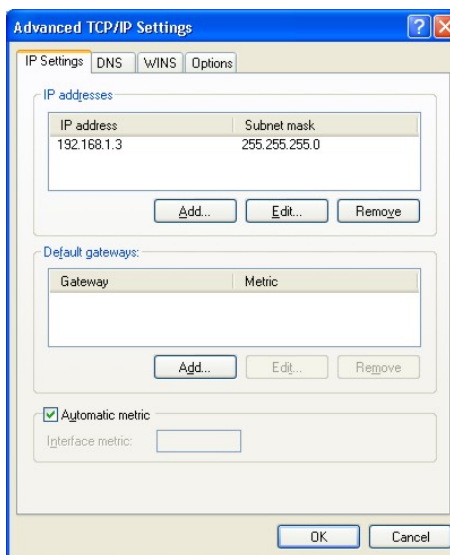 Advanced TCP/IP Settings
IP Settings DNS WINS Options
IP addresses
IP address Subnet mask
192.168.1.3 255.255.255.0
Add... Edit... Remove
Default gateways:
Gateway Metric
Add... Edit... Remove
Automatic metric
Interface metric:
OK Cancel